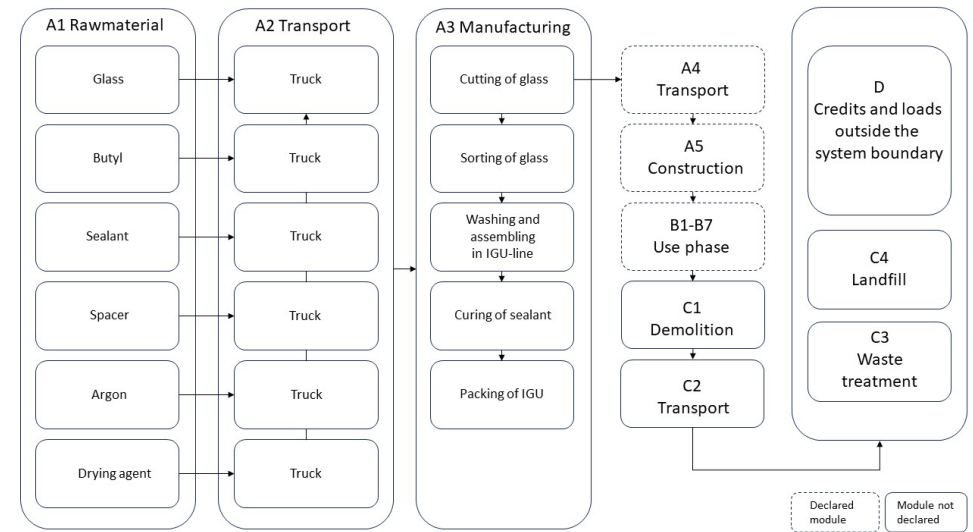 A1 Rawmaterial
Glass
Butyl
Sealant
Spacer
Argon
Drying agent
A2 Transport
Truck
Truck
Truck
Truck
Truck
Truck
A3 Manufacturing
Cutting of glass
Sorting of glass
Washing and
assembling
in IGU-line
Curing of sealant
Packing of IGU
A4
Transport
A5
Construction
B1-B7
Use phase
C1
Demolition
C2
Transport
D
Credits and loads
outside the
system boundary
C4
Landfill
C3
Waste
treatment
Declared
module
Module not
declared